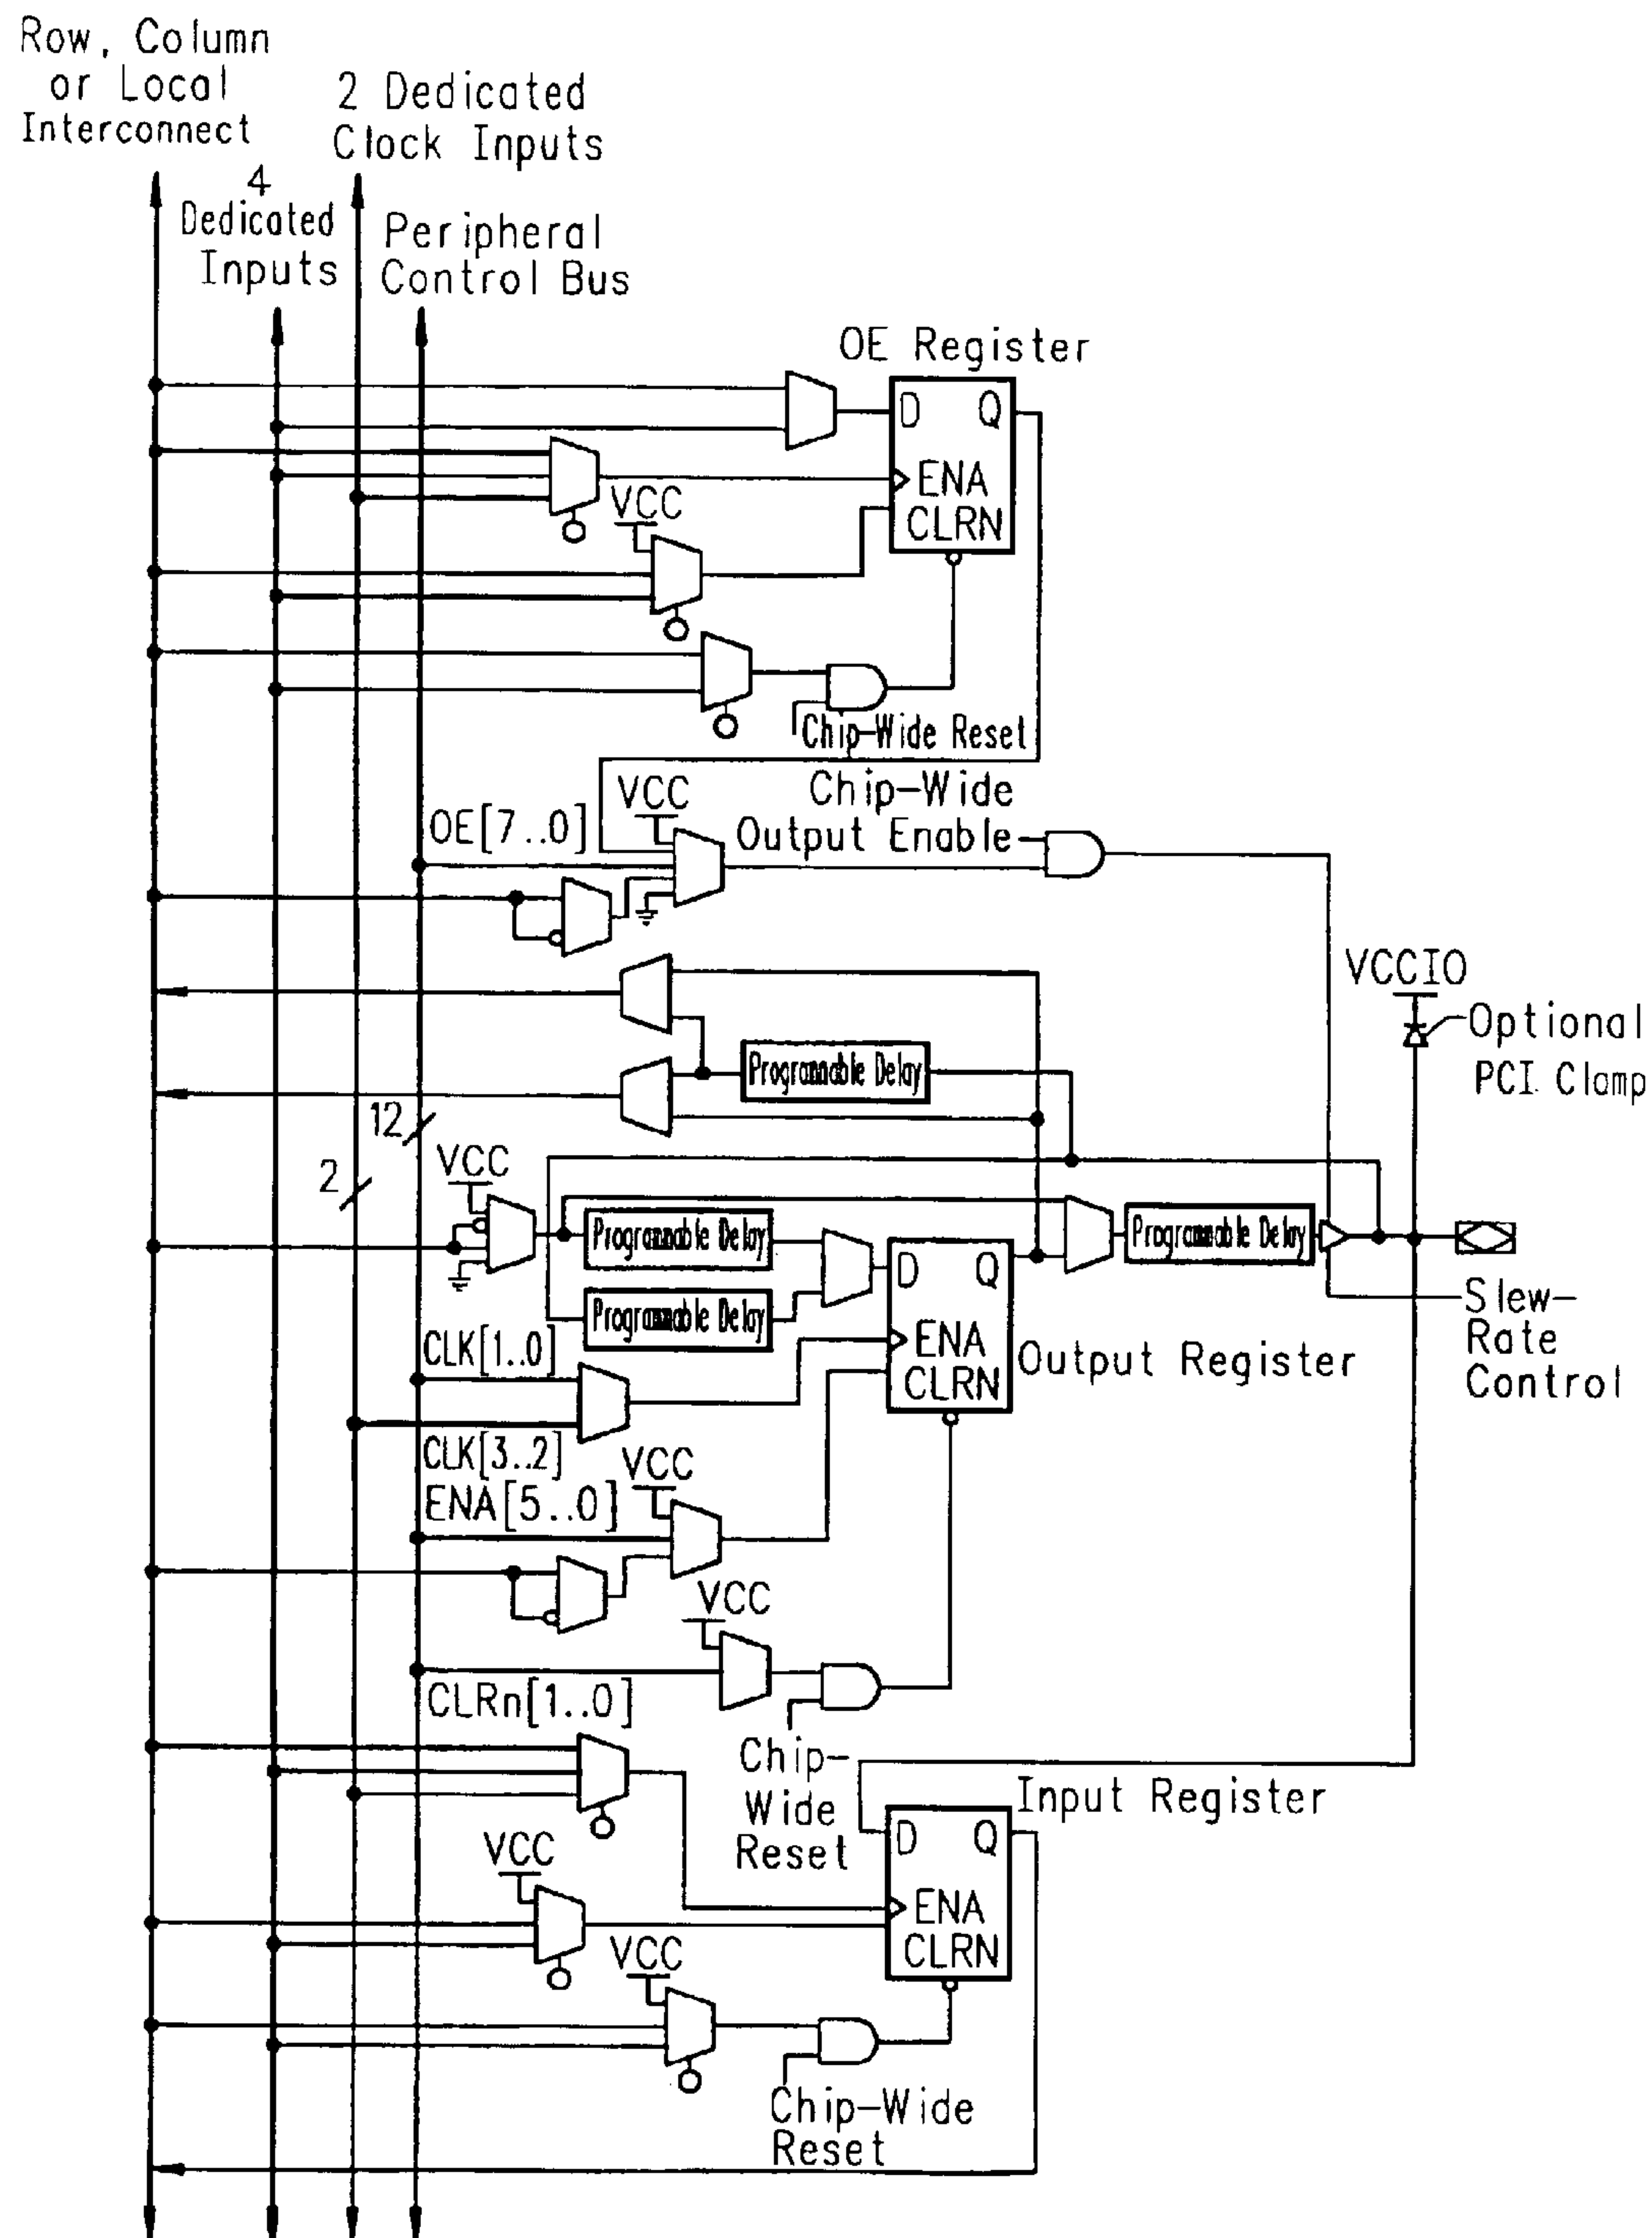 Row, Column
or Local
Interconnect
2 Dedicated
Clock Inputs
4
Dedicated
Inputs
Peripheral
Control Bus
OE Register
D Q
ENA
CLRN
VCC
Chip-Wide Reset
OE[7..0]
VCC
Chip-Wide
Output Enable
VCCIO
Optional
PCI Clamp
Programmable Delay
12
2
VCC
Programmable Delay
Programmable Delay
Programmable Delay
D Q
ENA
CLRN
Output Register
Slew-
Rate
Control
CLK[1..0]
CLK[3..2]
ENA[5..0]
VCC
VCC
CLRn[1..0]
Chip-
Wide
Reset
Input Register
D Q
ENA
CLRN
VCC
VCC
Chip-Wide
Reset